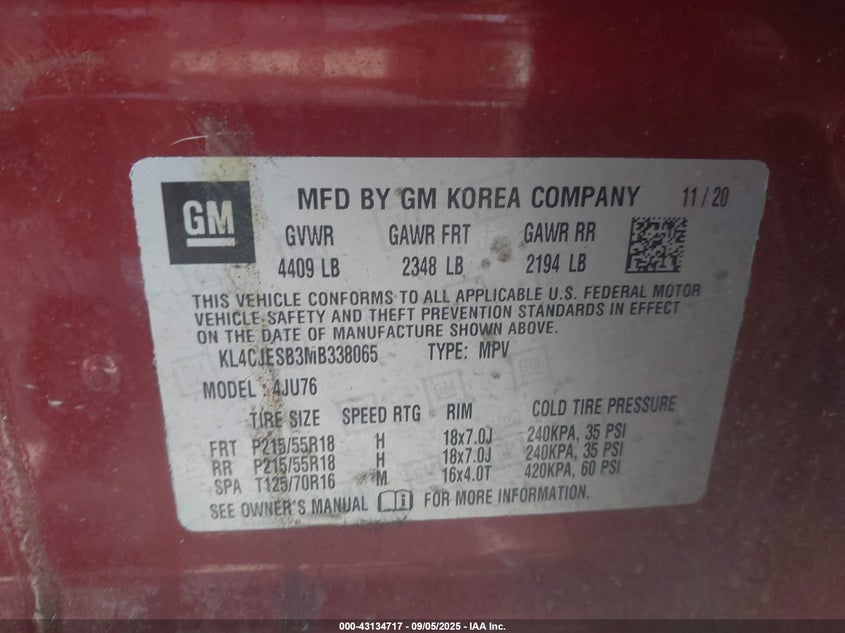 GM
MFD BY GM KOREA COMPANY 11 / 20
GVWR GAWR FRT GAWR RR
4409 LB 2348 LB 2194 LB
THIS VEHICLE CONFORMS TO ALL APPLICABLE U.S. FEDERAL MOTOR
VEHICLE SAFETY AND THEFT PREVENTION STANDARDS IN EFFECT
ON THE DATE OF MANUFACTURE SHOWN ABOVE.
KL4CJESB3MB338065 TYPE: MPV
MODEL : 4JU76
TIRE SIZE SPEED RTG RIM COLD TIRE PRESSURE
FRT P215/55R18 H 18x7.0J 240KPA, 35 PSI
RR P215/55R18 H 18x7.0J 240KPA, 35 PSI
SPA T125/70R16 M 16x4.0T 420KPA, 60 PSI
SEE OWNER'S MANUAL FOR MORE INFORMATION.
000-43134717 - 09/05/2025 - IAA Inc.